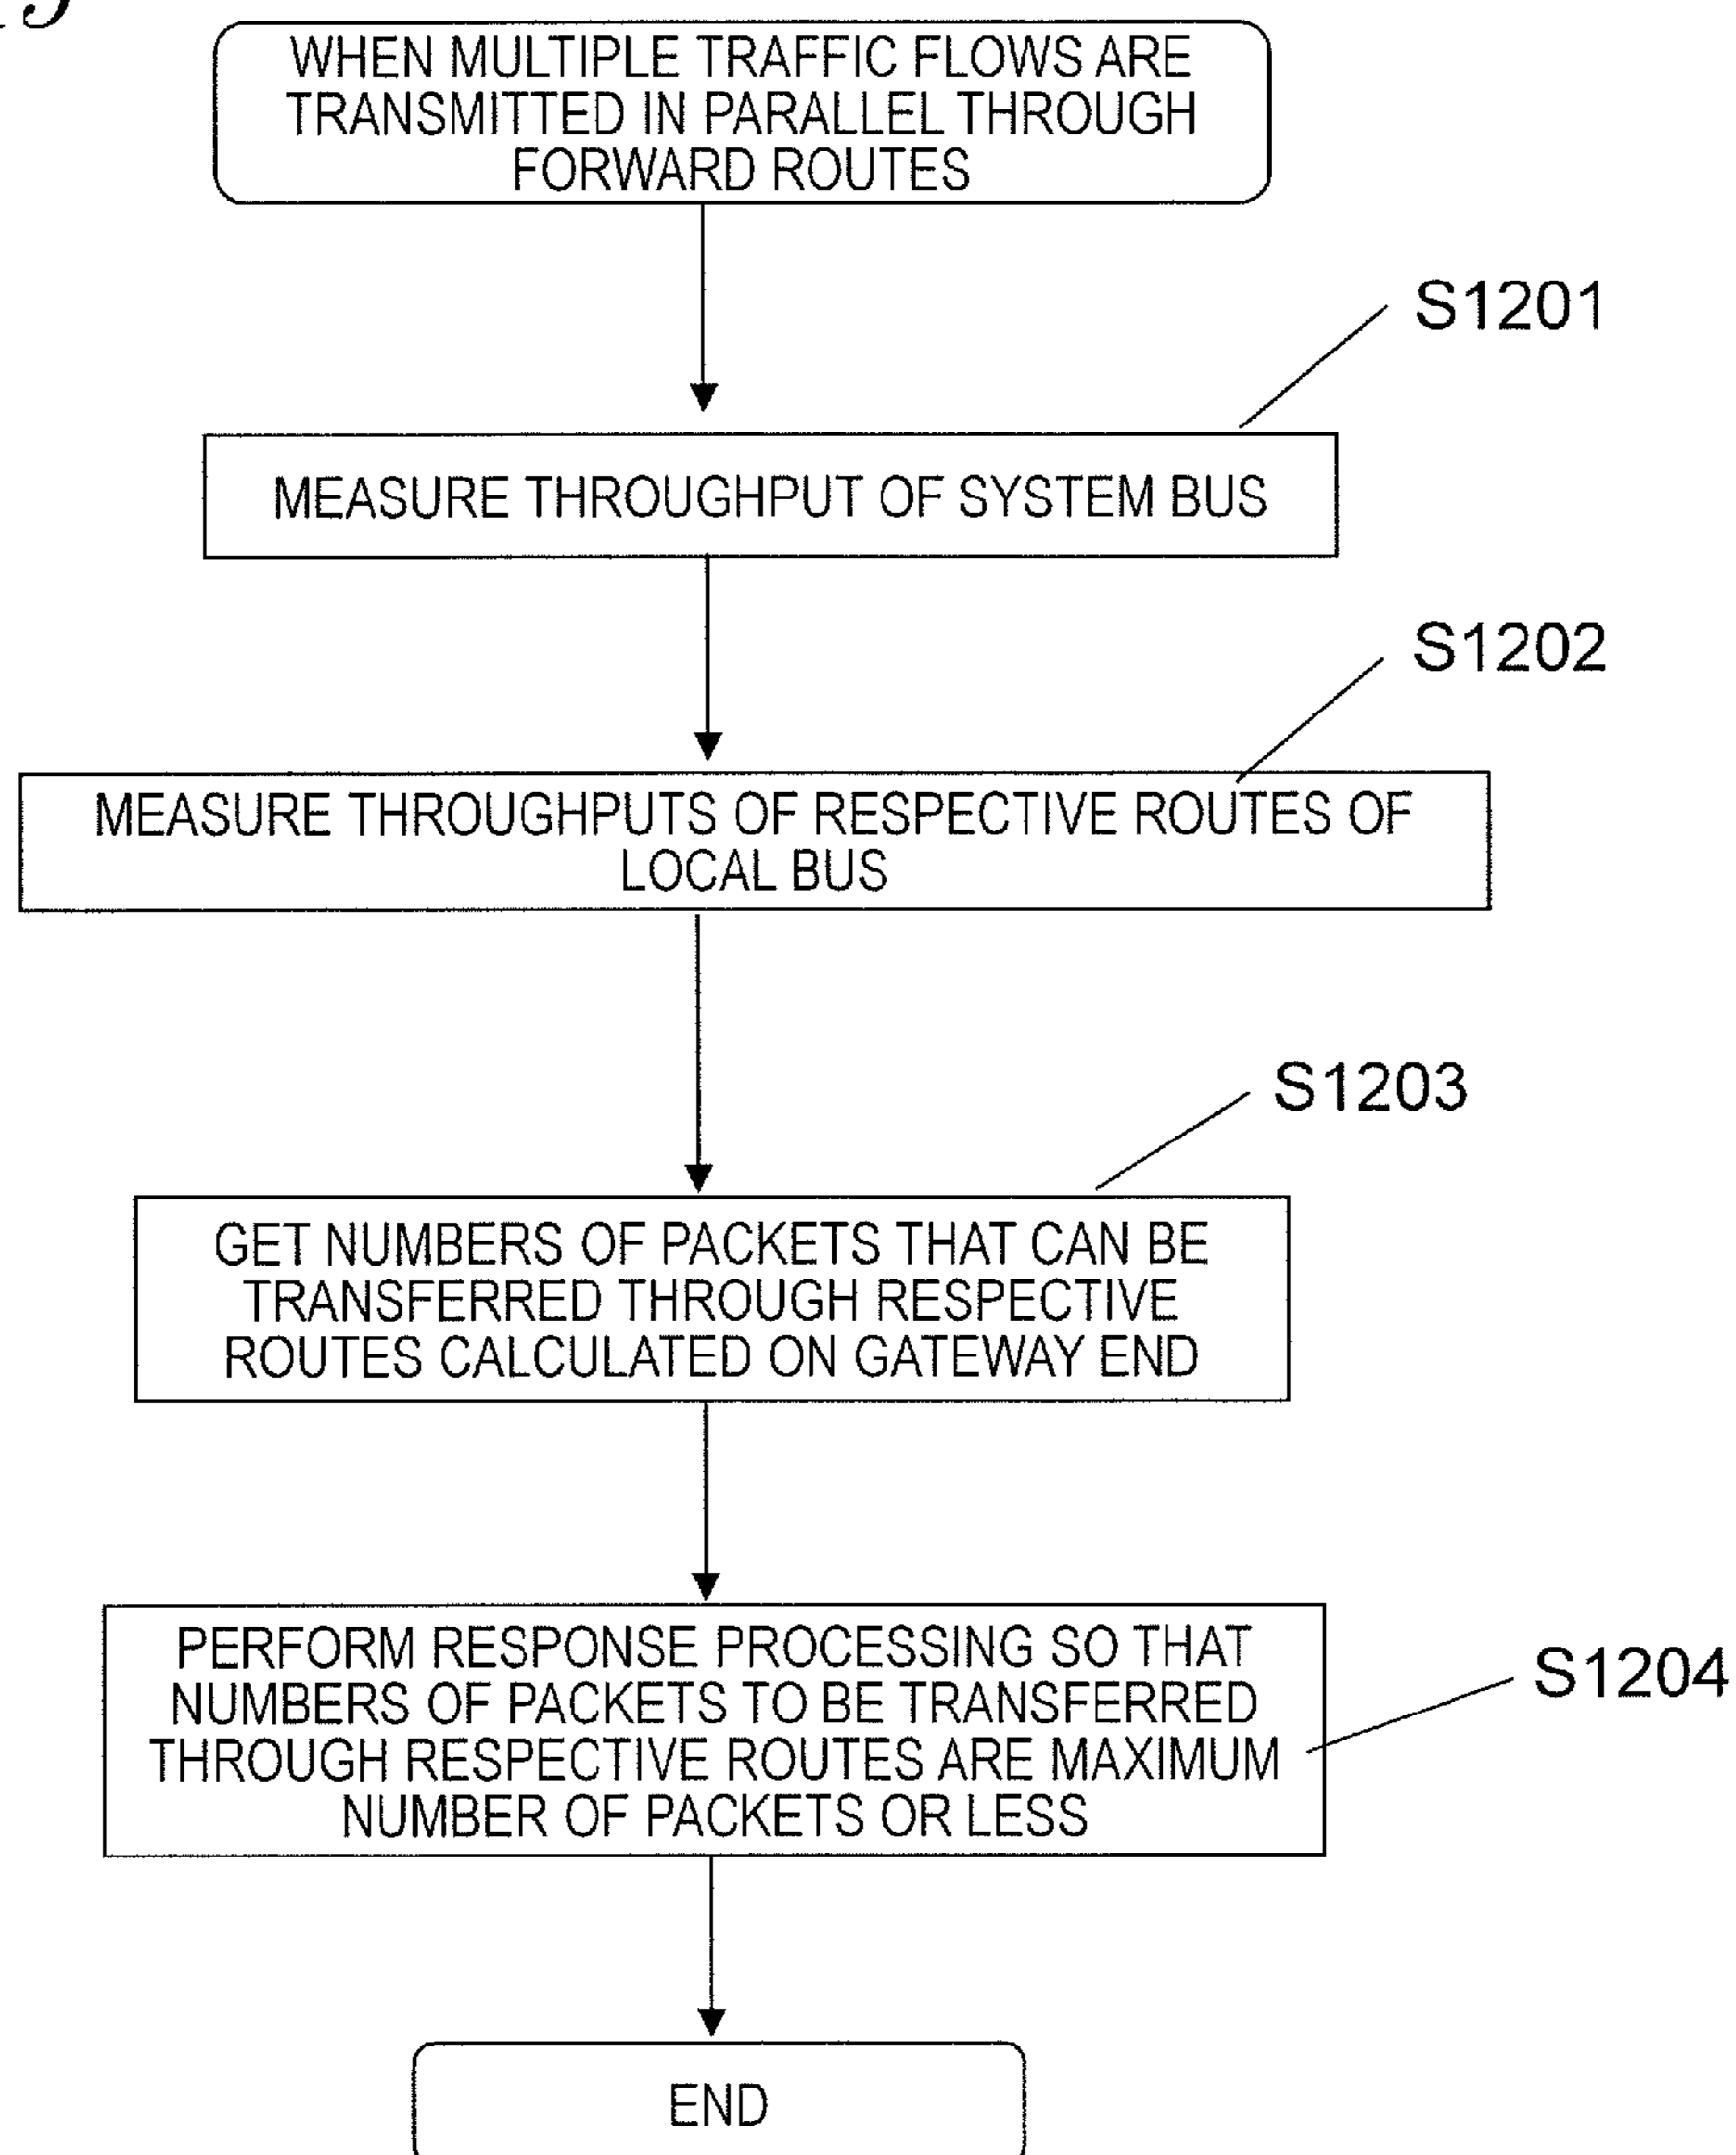 WHEN MULTIPLE TRAFFIC FLOWS ARE
TRANSMITTED IN PARALLEL THROUGH
FORWARD ROUTES
S1201
MEASURE THROUGHPUT OF SYSTEM BUS
S1202
MEASURE THROUGHPUTS OF RESPECTIVE ROUTES OF
LOCAL BUS
S1203
GET NUMBERS OF PACKETS THAT CAN BE
TRANSFERRED THROUGH RESPECTIVE
ROUTES CALCULATED ON GATEWAY END
PERFORM RESPONSE PROCESSING SO THAT
NUMBERS OF PACKETS TO BE TRANSFERRED
THROUGH RESPECTIVE ROUTES ARE MAXIMUM
NUMBER OF PACKETS OR LESS
S1204
END